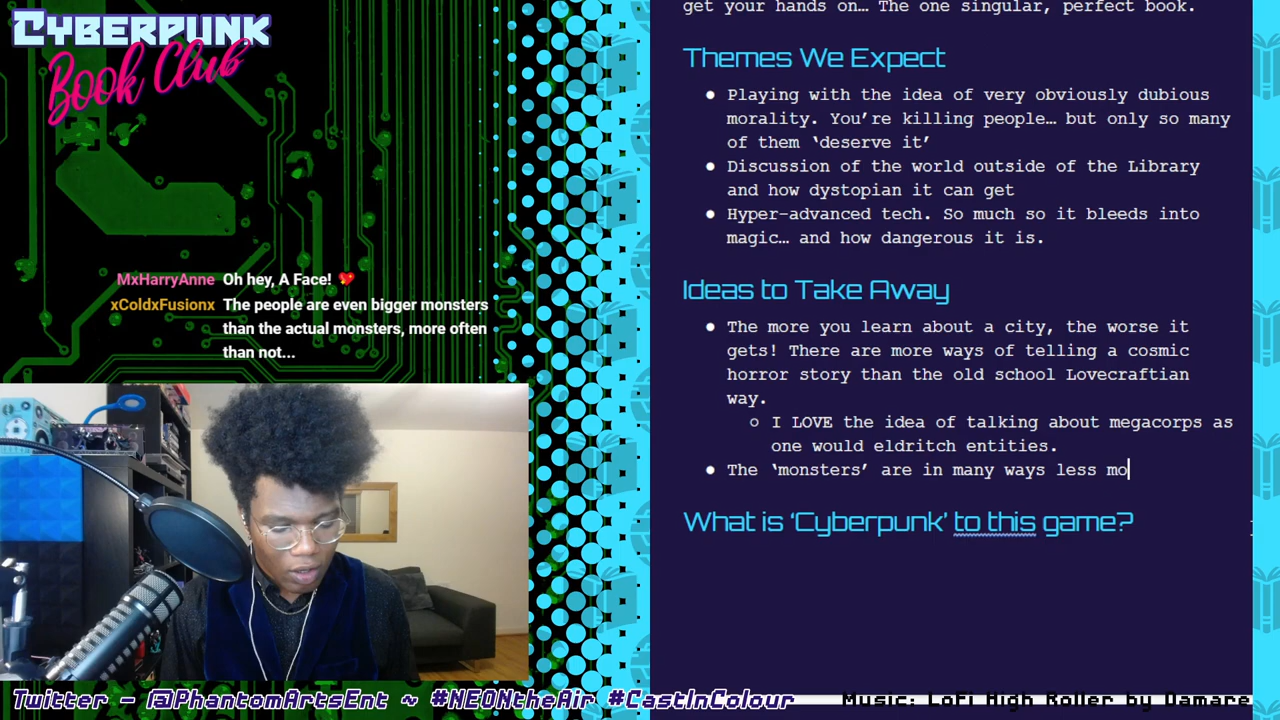 CYBERPUNK
Book Club
MxHarryAnne Oh hey, A Face! 💖
xColdxFusionx The people are even bigger monsters
than the actual monsters, more often
than not...
get your hands on… The one singular, perfect book.
Themes We Expect
● Playing with the idea of very obviously dubious
morality. You’re killing people… but only so many
of them ‘deserve it’
● Discussion of the world outside of the Library
and how dystopian it can get
● Hyper-advanced tech. So much so it bleeds into
magic… and how dangerous it is.
Ideas to Take Away
● The more you learn about a city, the worse it
gets! There are more ways of telling a cosmic
horror story than the old school Lovecraftian
way.
○ I LOVE the idea of talking about megacorps as
one would eldritch entities.
● The ‘monsters’ are in many ways less mo
What is ‘Cyberpunk’ to this game?
Twitter - @PhantomArtsEnt ~ #NEONtheAir #CastInColour
Music: LoFi High Roller by Damare